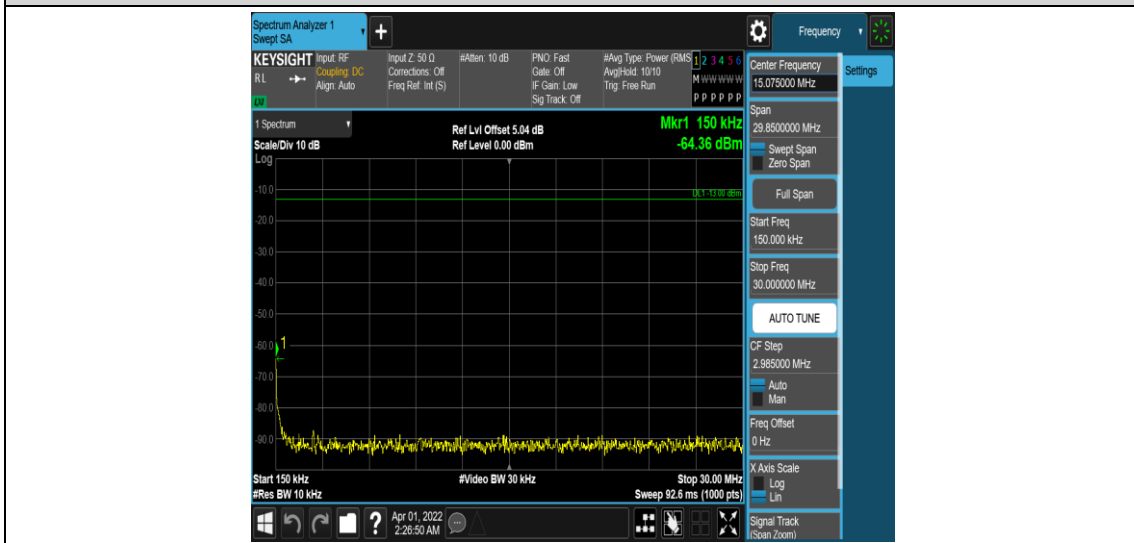 Spectrum Analyzer 1
Swept SA
+
Frequency
KEYSIGHT
RL
Input: RF
Coupling: DC
Align: Auto
Input Z: 50 Ω
Corrections: Off
Freq Ref: Int (S)
#Atten: 10 dB
PNO: Fast
Gate: Off
IF Gain: Low
Sig Track: Off
#Avg Type: Power (RMS
Avg|Hold: 10/10
Trig: Free Run
1 2 3 4 5 6
M W W W W W
P P P P P P
1 Spectrum
Scale/Div 10 dB
Log
Ref Lvl Offset 5.04 dB
Ref Level 0.00 dBm
Mkr1 150 kHz
-64.36 dBm
DL1 -13.00 dBm
-10.0
-20.0
-30.0
-40.0
-50.0
-60.0
-70.0
-80.0
-90.0
1
Start 150 kHz
#Res BW 10 kHz
#Video BW 30 kHz
Stop 30.00 MHz
Sweep 92.6 ms (1000 pts)
Apr 01, 2022
2:26:50 AM
?
Center Frequency
15.075000 MHz
Settings
Span
29.8500000 MHz
Swept Span
Zero Span
Full Span
Start Freq
150.000 kHz
Stop Freq
30.000000 MHz
AUTO TUNE
CF Step
2.985000 MHz
Auto
Man
Freq Offset
0 Hz
X Axis Scale
Log
Lin
Signal Track
(Span Zoom)